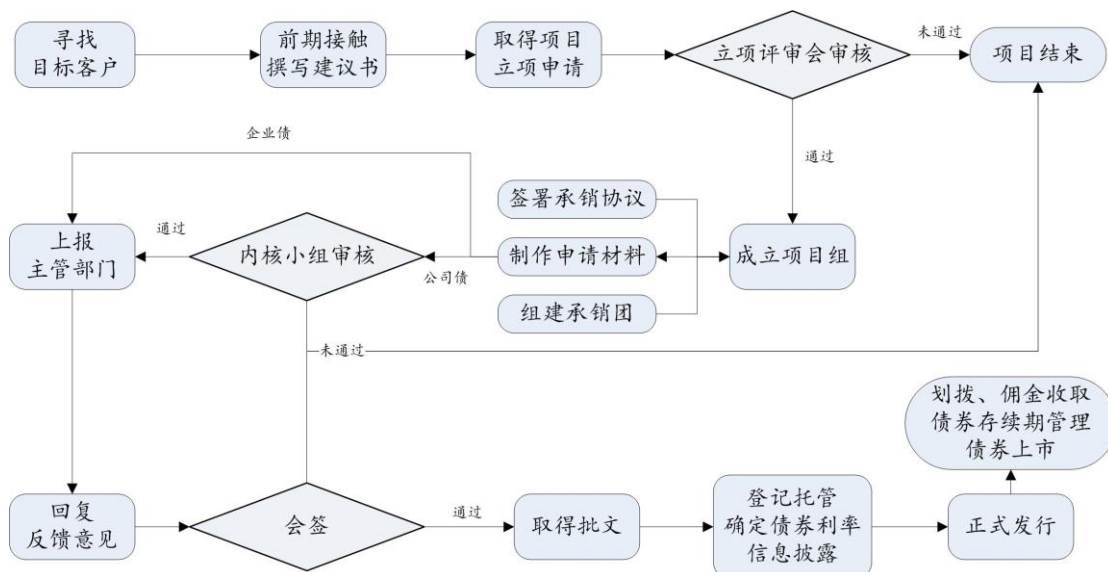 寻找
目标客户
前期接触
撰写建议书
取得项目
立项申请
立项评审会审核
未通过
项目结束
通过
企业债
签署承销协议
上报
主管部门
通过
内核小组审核
公司债
制作申请材料
成立项目组
组建承销团
未通过
划拨、佣金收取
债券存续期管理
债券上市
回复
反馈意见
会签
通过
取得批文
登记托管
确定债券利率
信息披露
正式发行